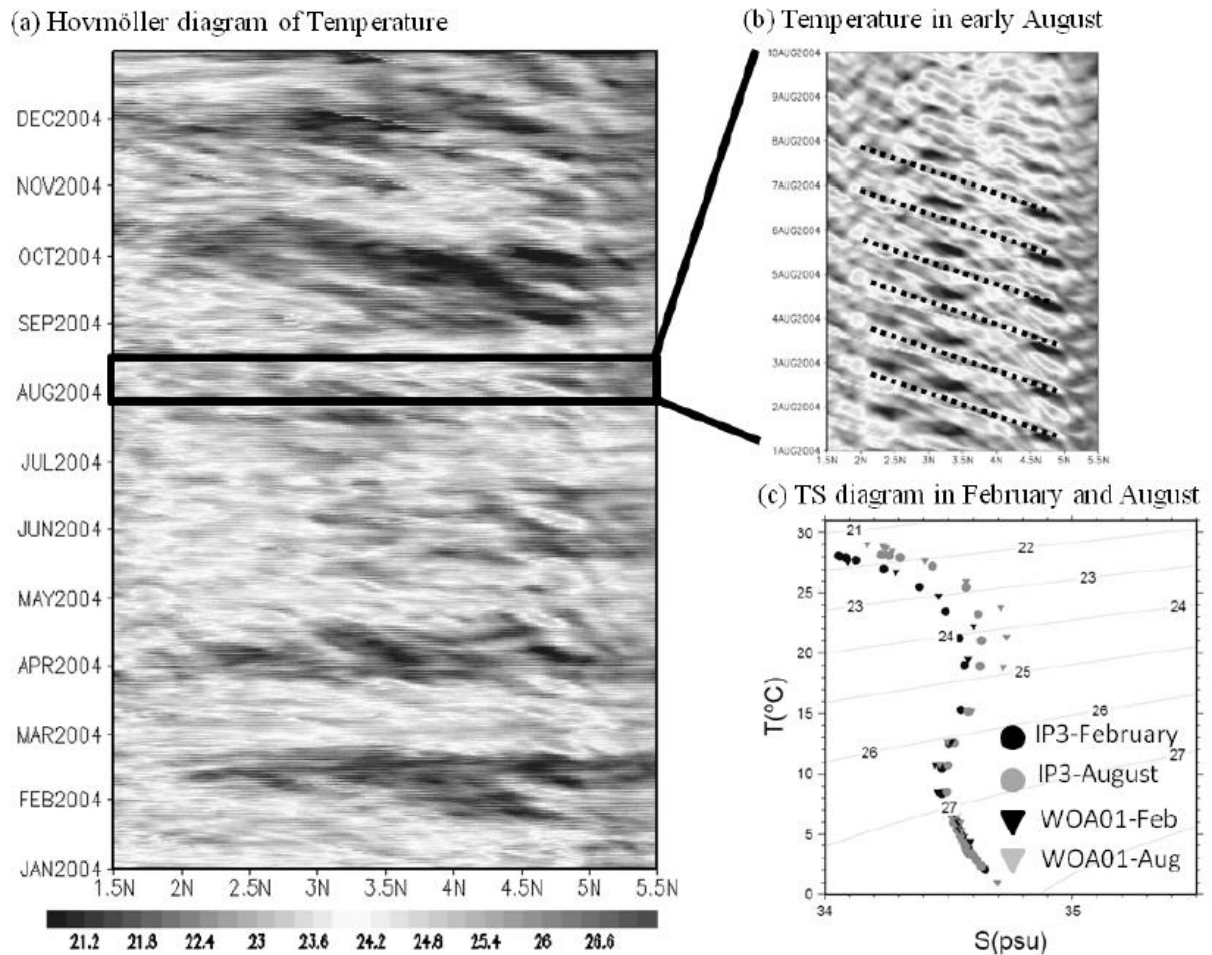 (a) Hovmöller diagram of Temperature
DEC2004
NOV2004
OCT2004
SEP2004
AUG2004
JUL2004
JUN2004
MAY2004
APR2004
MAR2004
FEB2004
JAN2004
1.5N 2N 2.5N 3N 3.5N 4N 4.5N 5N 5.5N
21.2 21.8 22.4 23 23.6 24.2 24.8 25.4 26 26.6
(b) Temperature in early August
10AUG2004
9AUG2004
8AUG2004
7AUG2004
6AUG2004
5AUG2004
4AUG2004
3AUG2004
2AUG2004
1AUG2004
1.5N 2N 2.5N 3N 3.5N 4N 4.5N 5N 5.5N
(c) TS diagram in February and August
30
25
20
15
10
5
0
T(°C)
21
22
23
23
24
24
25
26
26
27
27
IP3-February
IP3-August
WOA01-Feb
WOA01-Aug
34 35
S(psu)